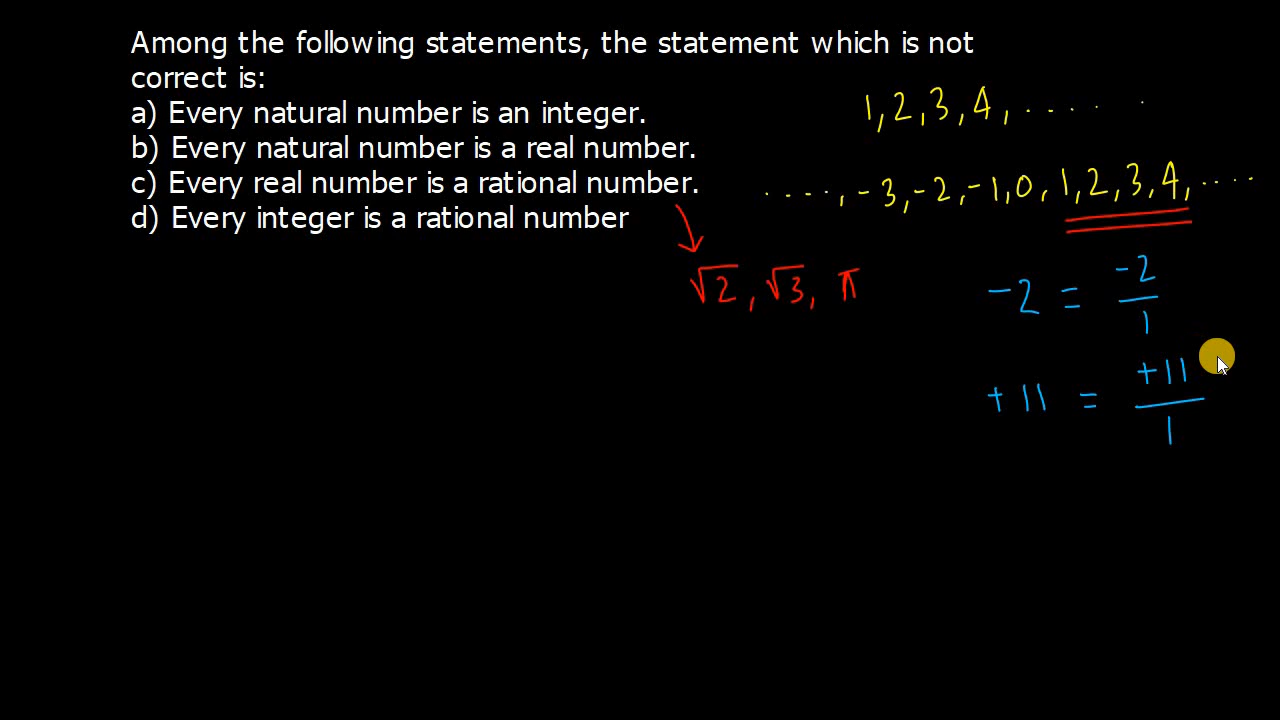 Among the following statements, the statement which is not
correct is:
a) Every natural number is an integer.
b) Every natural number is a real number.
c) Every real number is a rational number.
d) Every integer is a rational number
1, 2, 3, 4, ..... .
...., -3, -2, -1, 0, 1, 2, 3, 4, ....
√2, √3, π
-2 = -2/1
+11 = +11/1